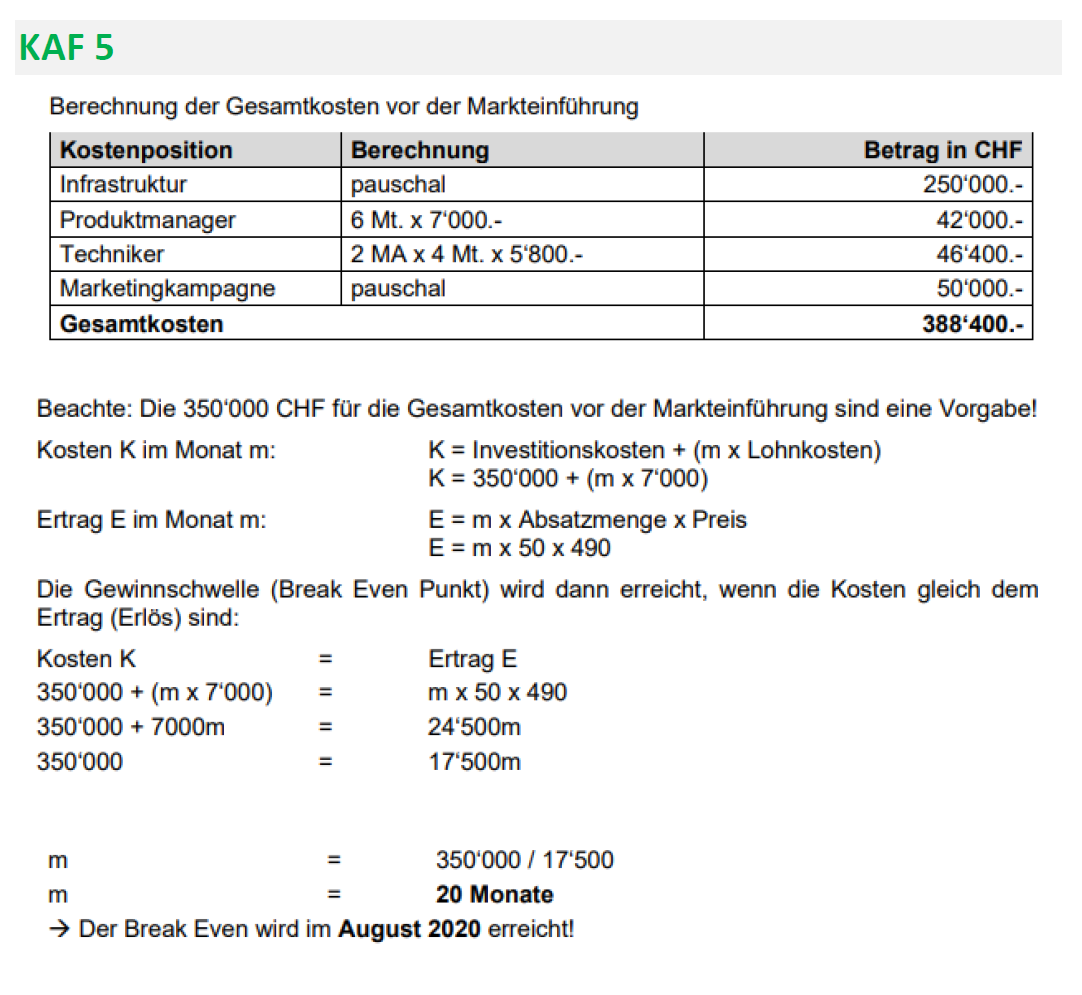 KAF 5
Berechnung der Gesamtkosten vor der Markteinführung
Kostenposition Berechnung Betrag in CHF
Infrastruktur pauschal 250‘000.-
Produktmanager 6 Mt. x 7‘000.- 42‘000.-
Techniker 2 MA x 4 Mt. x 5‘800.- 46‘400.-
Marketingkampagne pauschal 50‘000.-
Gesamtkosten 388‘400.-
Beachte: Die 350‘000 CHF für die Gesamtkosten vor der Markteinführung sind eine Vorgabe!
Kosten K im Monat m: K = Investitionskosten + (m x Lohnkosten)
K = 350‘000 + (m x 7‘000)
Ertrag E im Monat m: E = m x Absatzmenge x Preis
E = m x 50 x 490
Die Gewinnschwelle (Break Even Punkt) wird dann erreicht, wenn die Kosten gleich dem
Ertrag (Erlös) sind:
Kosten K = Ertrag E
350‘000 + (m x 7‘000) = m x 50 x 490
350‘000 + 7000m = 24‘500m
350‘000 = 17‘500m
m = 350‘000 / 17‘500
m = 20 Monate
→ Der Break Even wird im August 2020 erreicht!